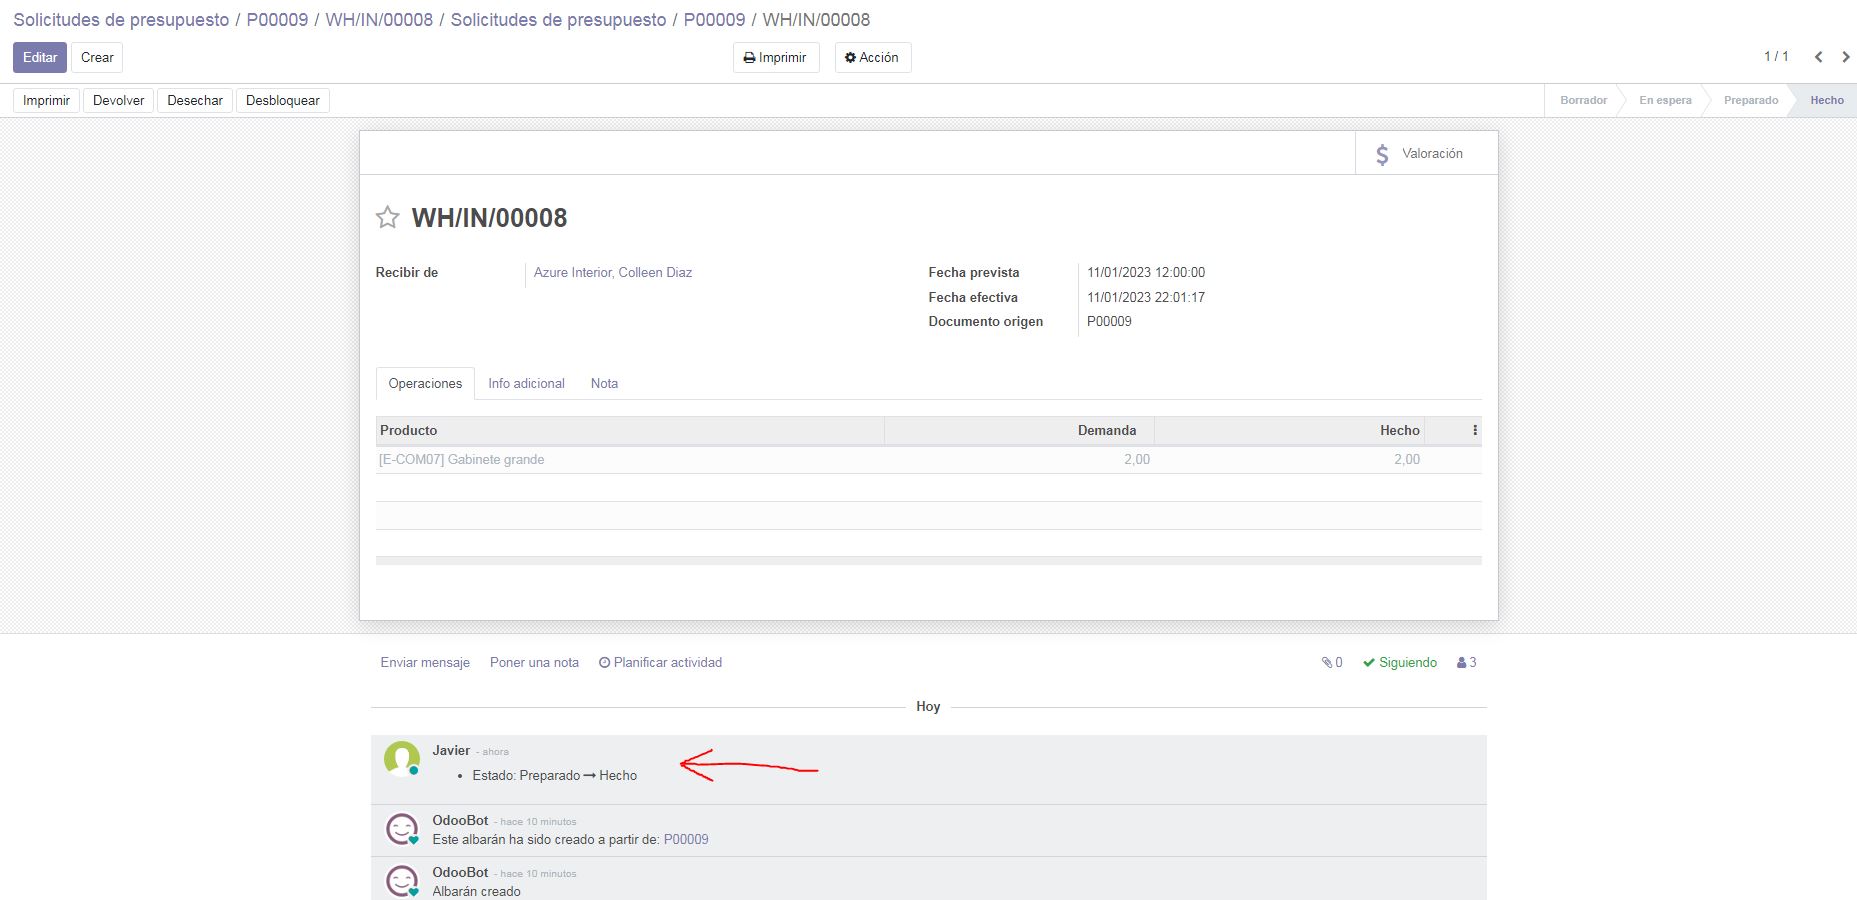 Solicitudes de presupuesto / P00009 / WH/IN/00008 / Solicitudes de presupuesto / P00009 / WH/IN/00008
Editar Crear Imprimir Acción 1 / 1
Imprimir Devolver Desechar Desbloquear Borrador En espera Preparado Hecho
$ Valoración
WH/IN/00008
Recibir de Azure Interior, Colleen Diaz Fecha prevista 11/01/2023 12:00:00
Fecha efectiva 11/01/2023 22:01:17
Documento origen P00009
Operaciones Info adicional Nota
Producto Demanda Hecho
[E-COM07] Gabinete grande 2,00 2,00
Enviar mensaje Poner una nota Planificar actividad 0 Siguiendo 3
Hoy
Javier - ahora
• Estado: Preparado → Hecho
OdooBot - hace 10 minutos
Este albarán ha sido creado a partir de: P00009
OdooBot - hace 10 minutos
Albarán creado